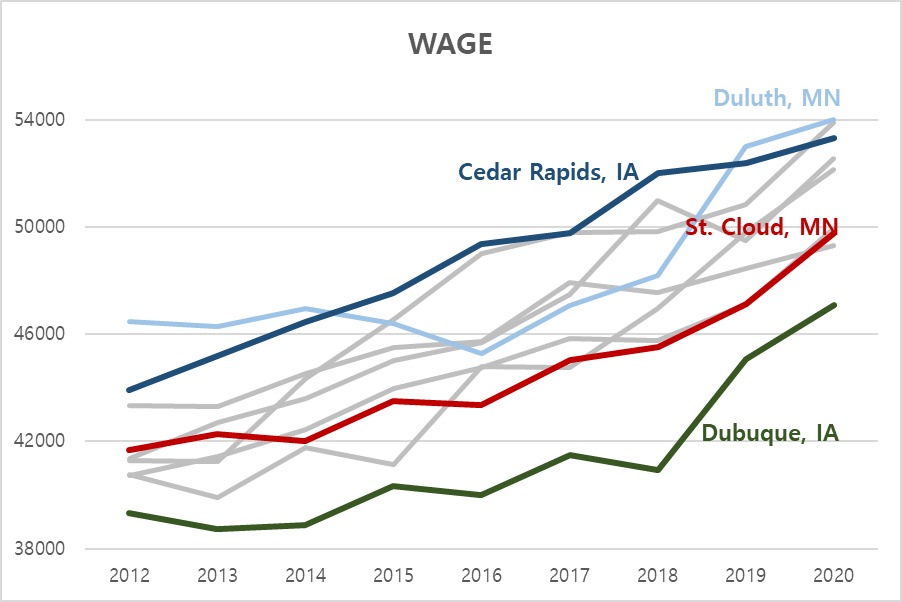 WAGE
Duluth, MN
54000
Cedar Rapids, IA
50000
St. Cloud, MN
46000
42000
Dubuque, IA
38000
2012 2013 2014 2015 2016 2017 2018 2019 2020